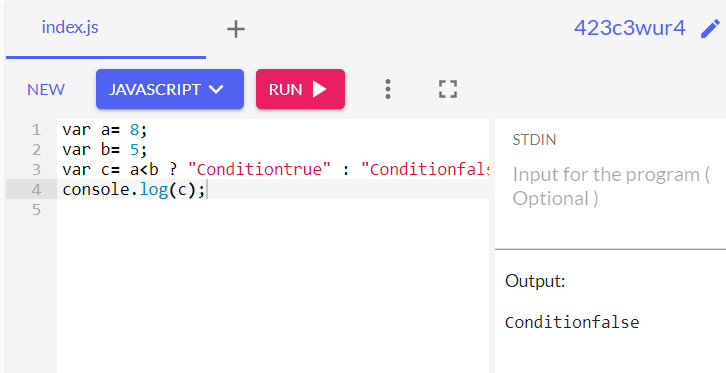 index.js + 423c3wur4
NEW JAVASCRIPT RUN
1 var a= 8;
2 var b= 5;
3 var c= a<b ? "Conditiontrue" : "Conditionfals
4 console.log(c);
5
STDIN
Input for the program (
Optional )
Output:
Conditionfalse